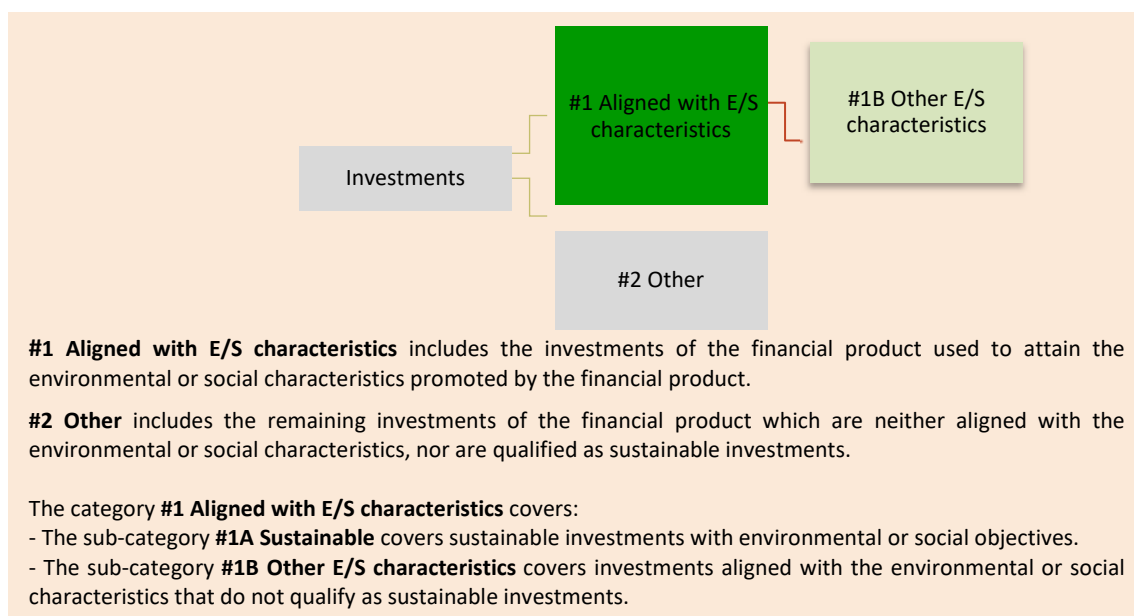 #1 Aligned with E/S
characteristics
#1B Other E/S
characteristics
Investments
#2 Other
#1 Aligned with E/S characteristics includes the investments of the financial product used to attain the
environmental or social characteristics promoted by the financial product.
#2 Other includes the remaining investments of the financial product which are neither aligned with the
environmental or social characteristics, nor are qualified as sustainable investments.
The category #1 Aligned with E/S characteristics covers:
- The sub-category #1A Sustainable covers sustainable investments with environmental or social objectives.
- The sub-category #1B Other E/S characteristics covers investments aligned with the environmental or social
characteristics that do not qualify as sustainable investments.